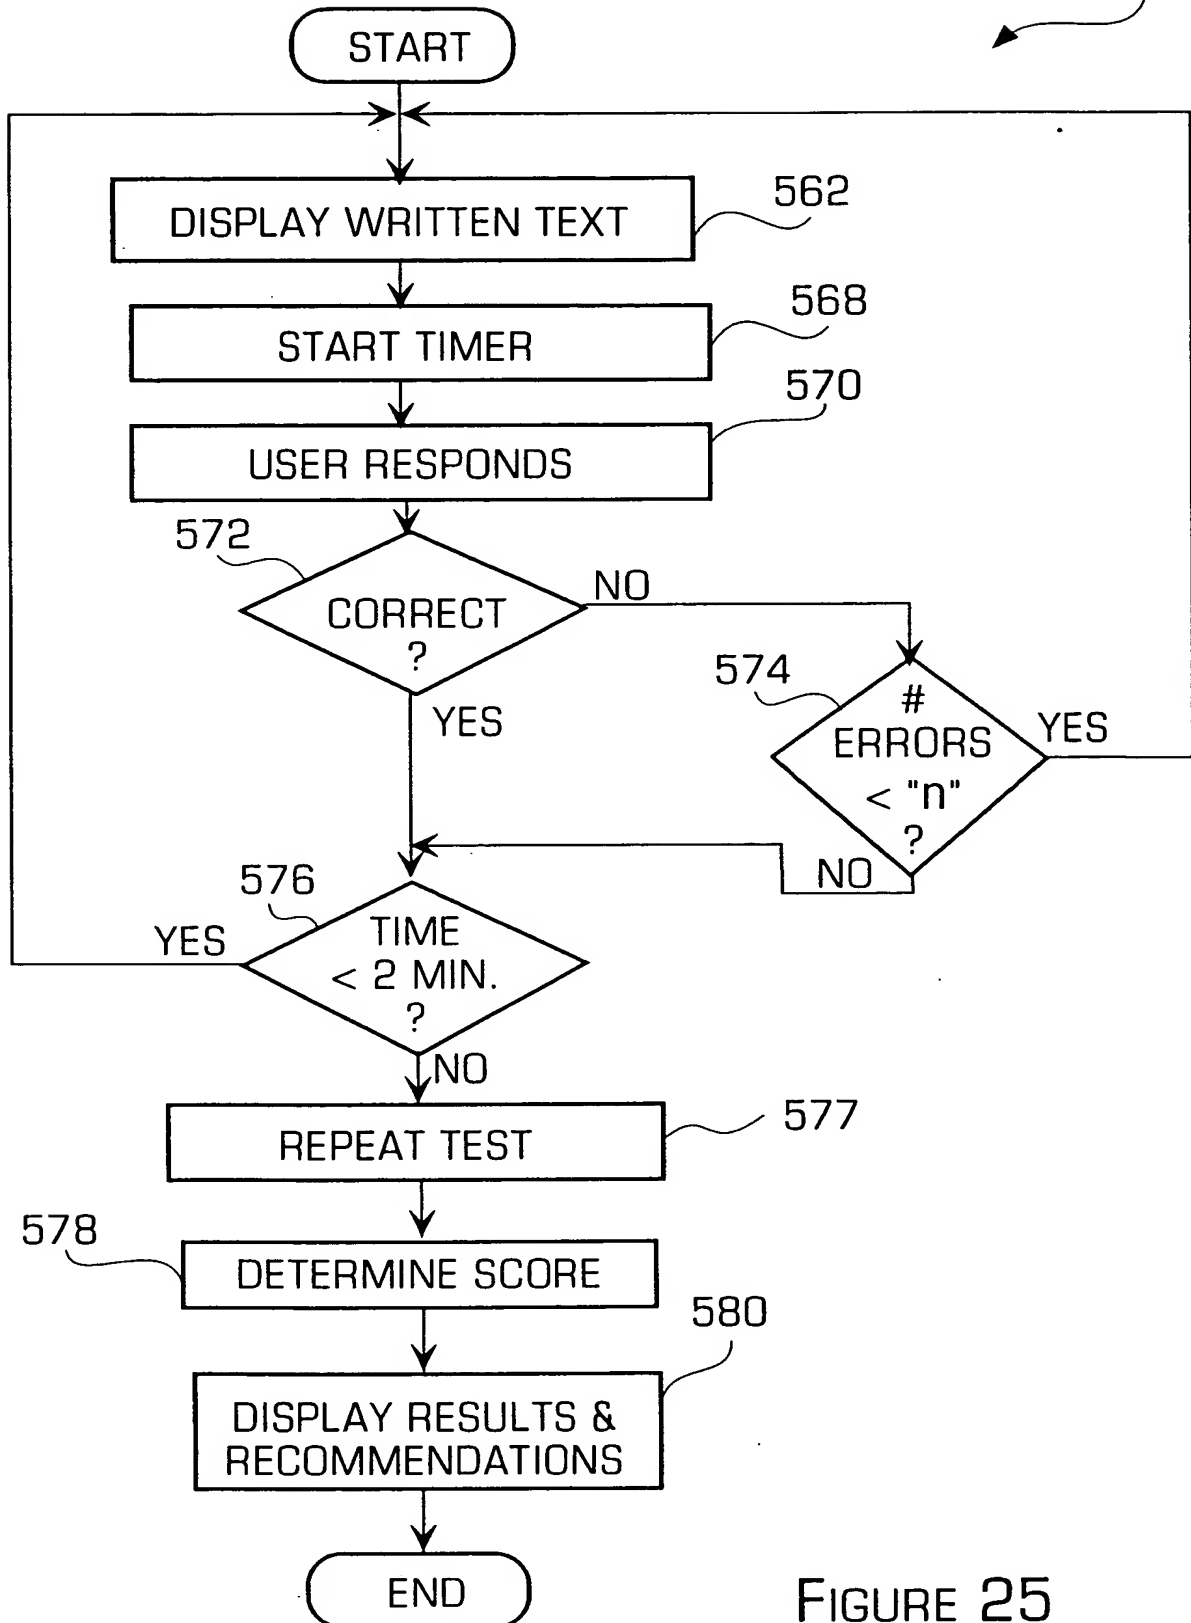 START
DISPLAY WRITTEN TEXT
562
START TIMER
568
USER RESPONDS
570
572
CORRECT
?
NO
YES
574
#
ERRORS
< "n"
?
YES
NO
576
TIME
< 2 MIN.
?
YES
NO
REPEAT TEST
577
578
DETERMINE SCORE
580
DISPLAY RESULTS &
RECOMMENDATIONS
END
FIGURE 25